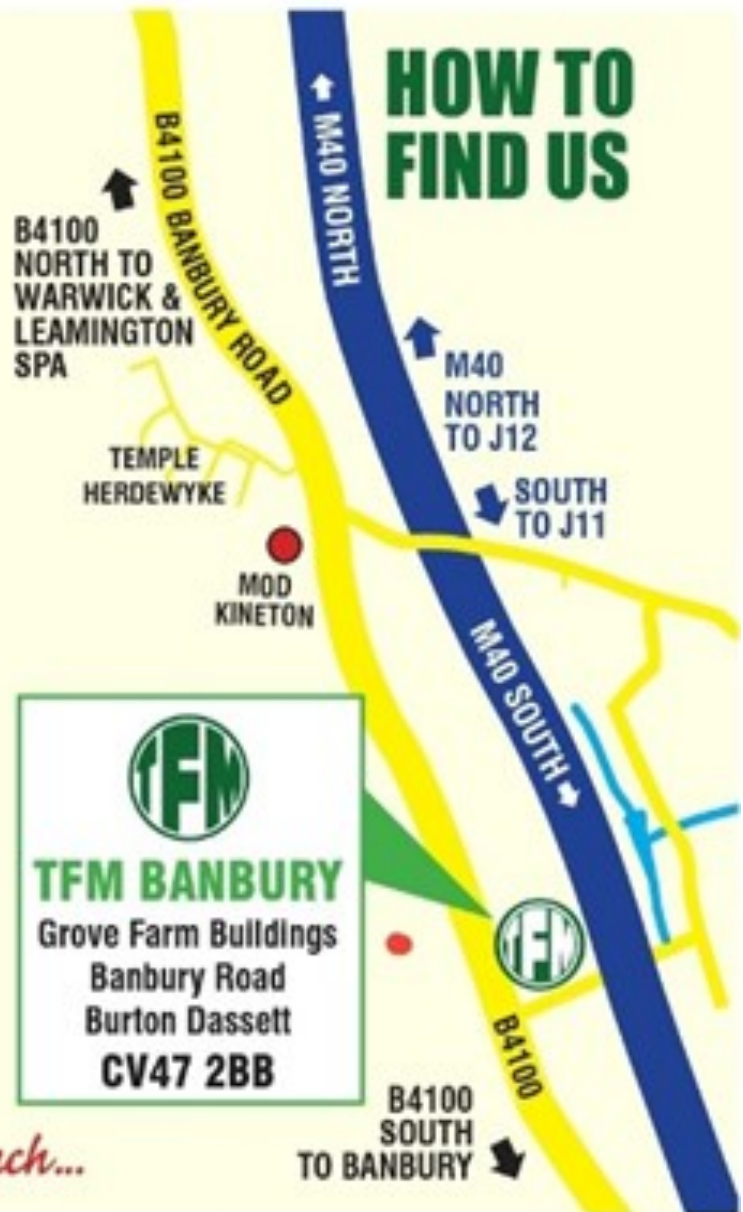 HOW TO
FIND US
B4100 BANBURY ROAD
M40 NORTH
B4100
NORTH TO
WARWICK &
LEAMINGTON
SPA
M40
NORTH
TO J12
TEMPLE
HERDEWYKE
SOUTH
TO J11
MOD
KINETON
M40 SOUTH
TFM
TFM BANBURY
Grove Farm Buildings
Banbury Road
Burton Dassett
CV47 2BB
TFM
B4100
B4100
SOUTH
TO BANBURY